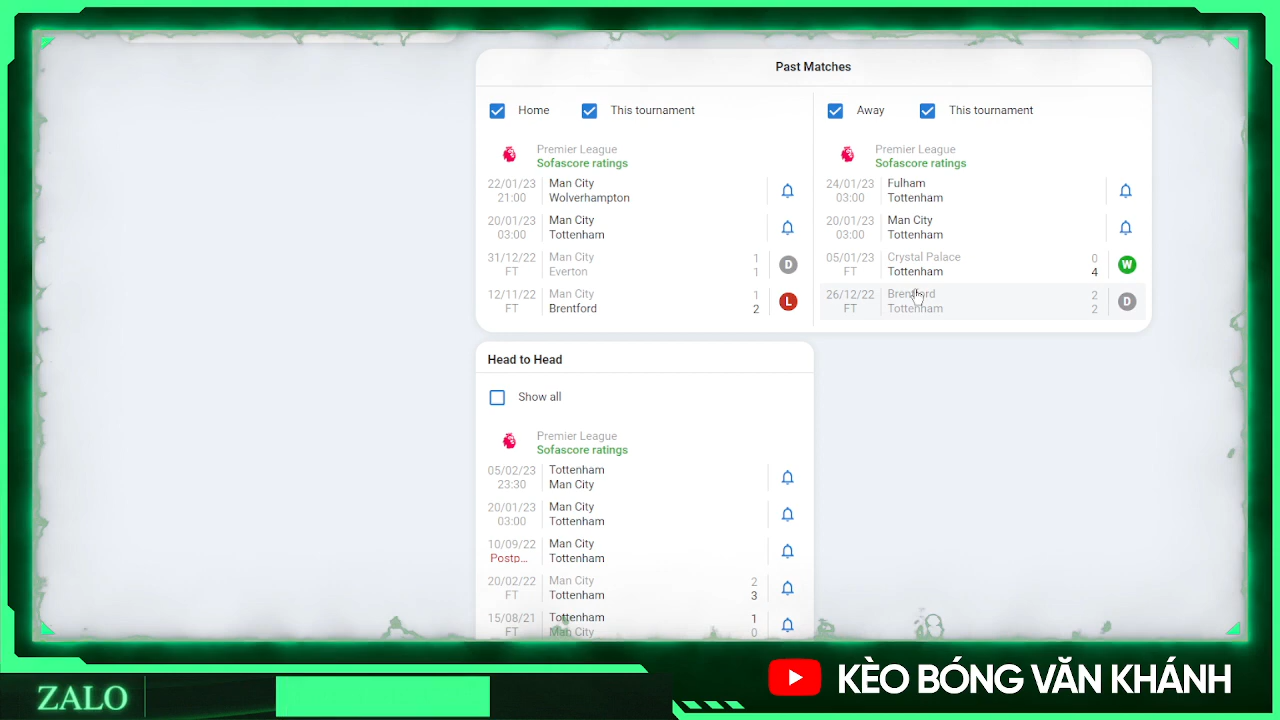 Past Matches
Home
This tournament
Premier League
Sofascore ratings
22/01/23 Man City
21:00 Wolverhampton
20/01/23 Man City
03:00 Tottenham
31/12/22 Man City 1
FT Everton 1
D
12/11/22 Man City 1
FT Brentford 2
L
Away
This tournament
Premier League
Sofascore ratings
24/01/23 Fulham
03:00 Tottenham
20/01/23 Man City
03:00 Tottenham
05/01/23 Crystal Palace 0
FT Tottenham 4
W
26/12/22 Brentford 2
FT Tottenham 2
D
Head to Head
Show all
Premier League
Sofascore ratings
05/02/23 Tottenham
23:30 Man City
20/01/23 Man City
03:00 Tottenham
10/09/22 Man City
Postp... Tottenham
20/02/22 Man City 2
FT Tottenham 3
15/08/21 Tottenham 1
FT Man City 0
ZALO
KÈO BÓNG VĂN KHÁNH